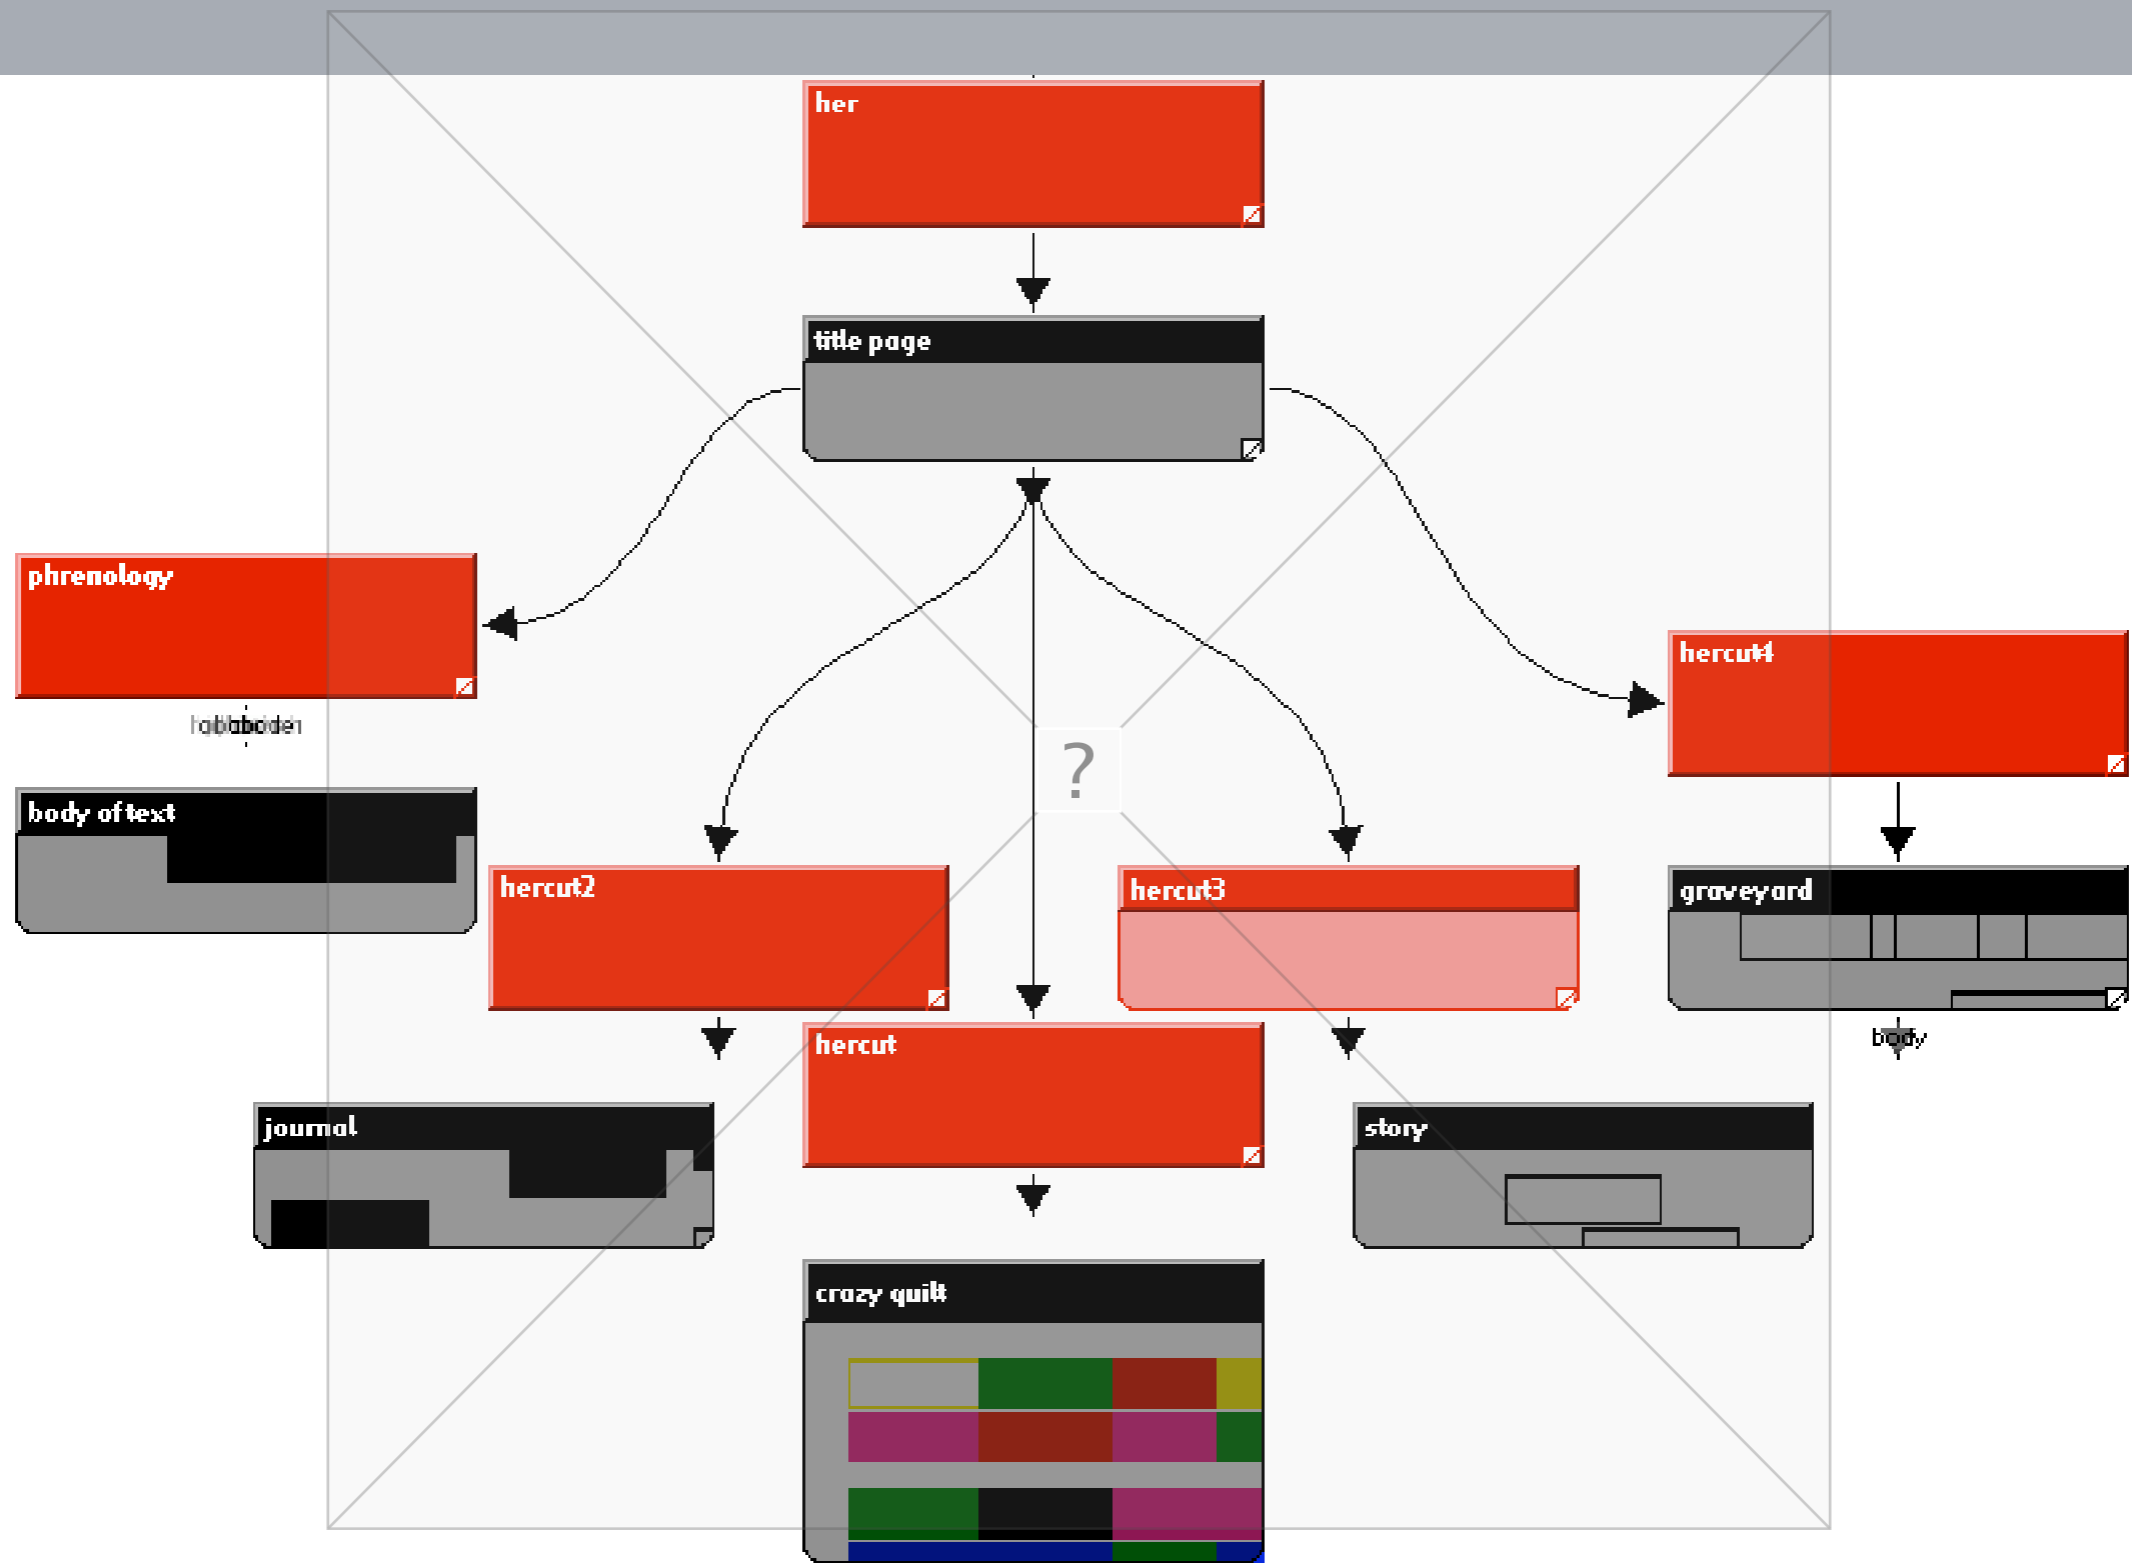 her
title page
phrenology
hercut4
?
body of text
hercut2
hercut3
graveyard
hercut
body
journal
story
crazy quilt